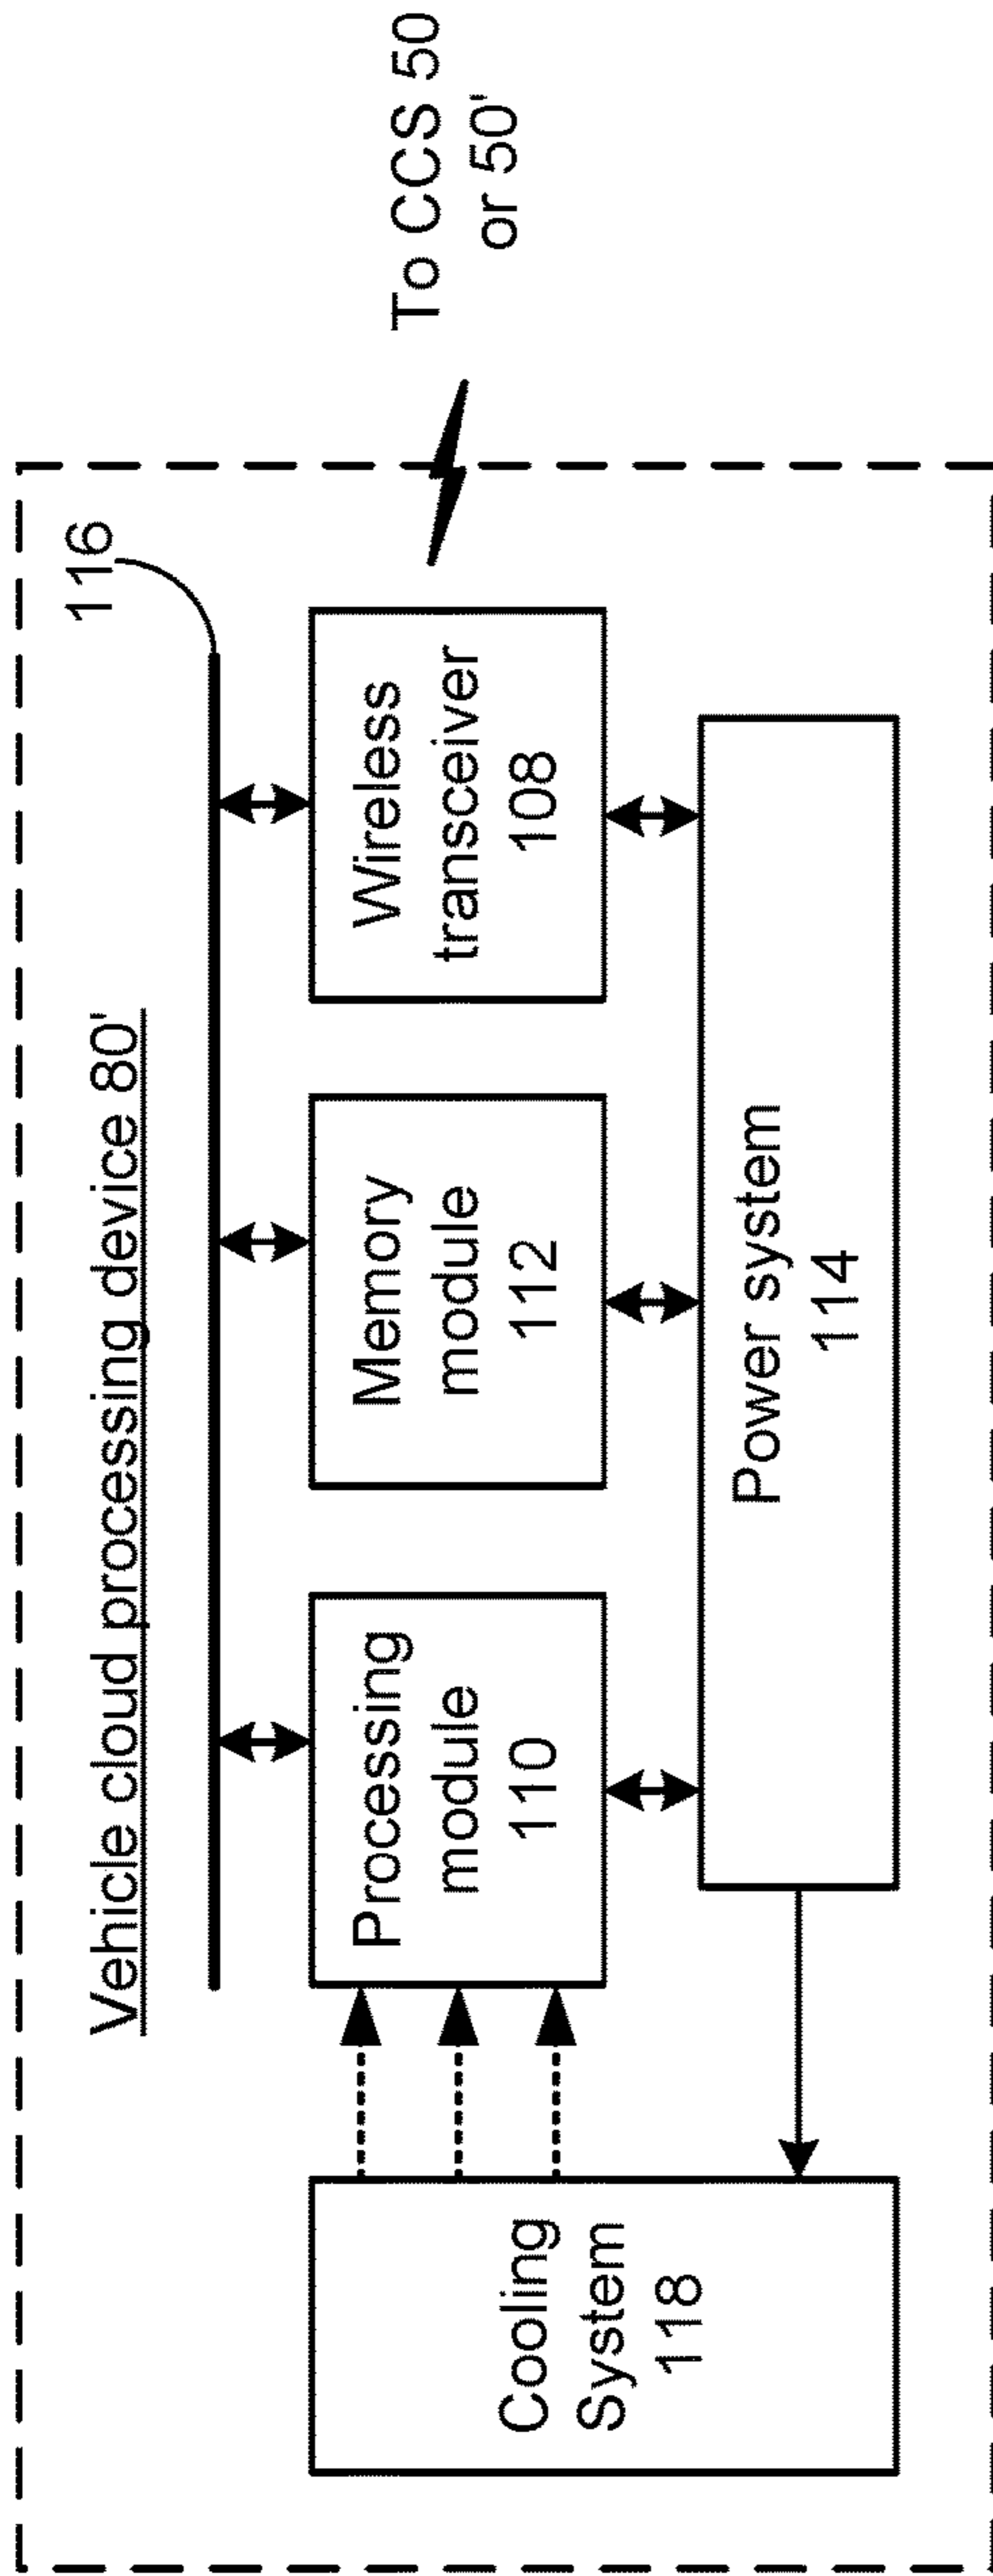 Vehicle cloud processing device 80'
116
Cooling
System
118
Processing
module
110
Memory
module
112
Wireless
transceiver
108
To CCS 50
or 50'
Power system
114